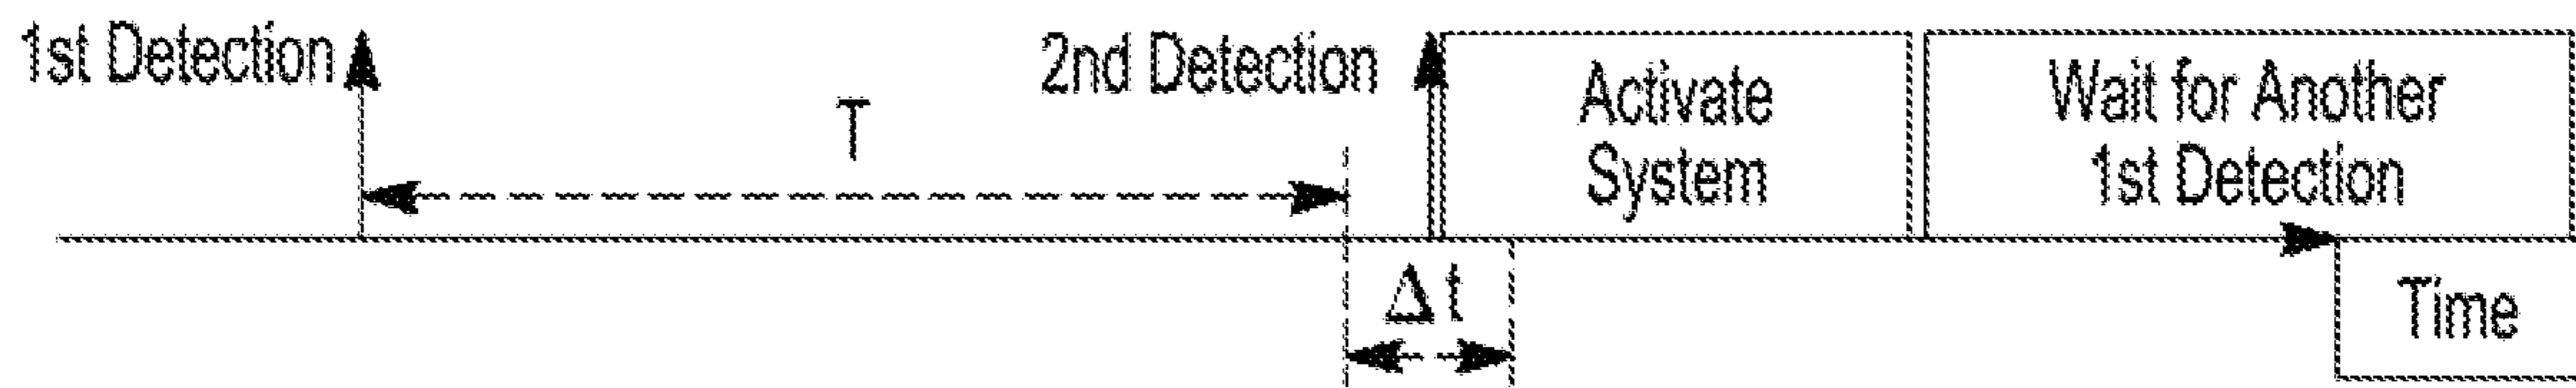 1st Detection
T
2nd Detection
Activate
System
Wait for Another
1st Detection
Δt
Time